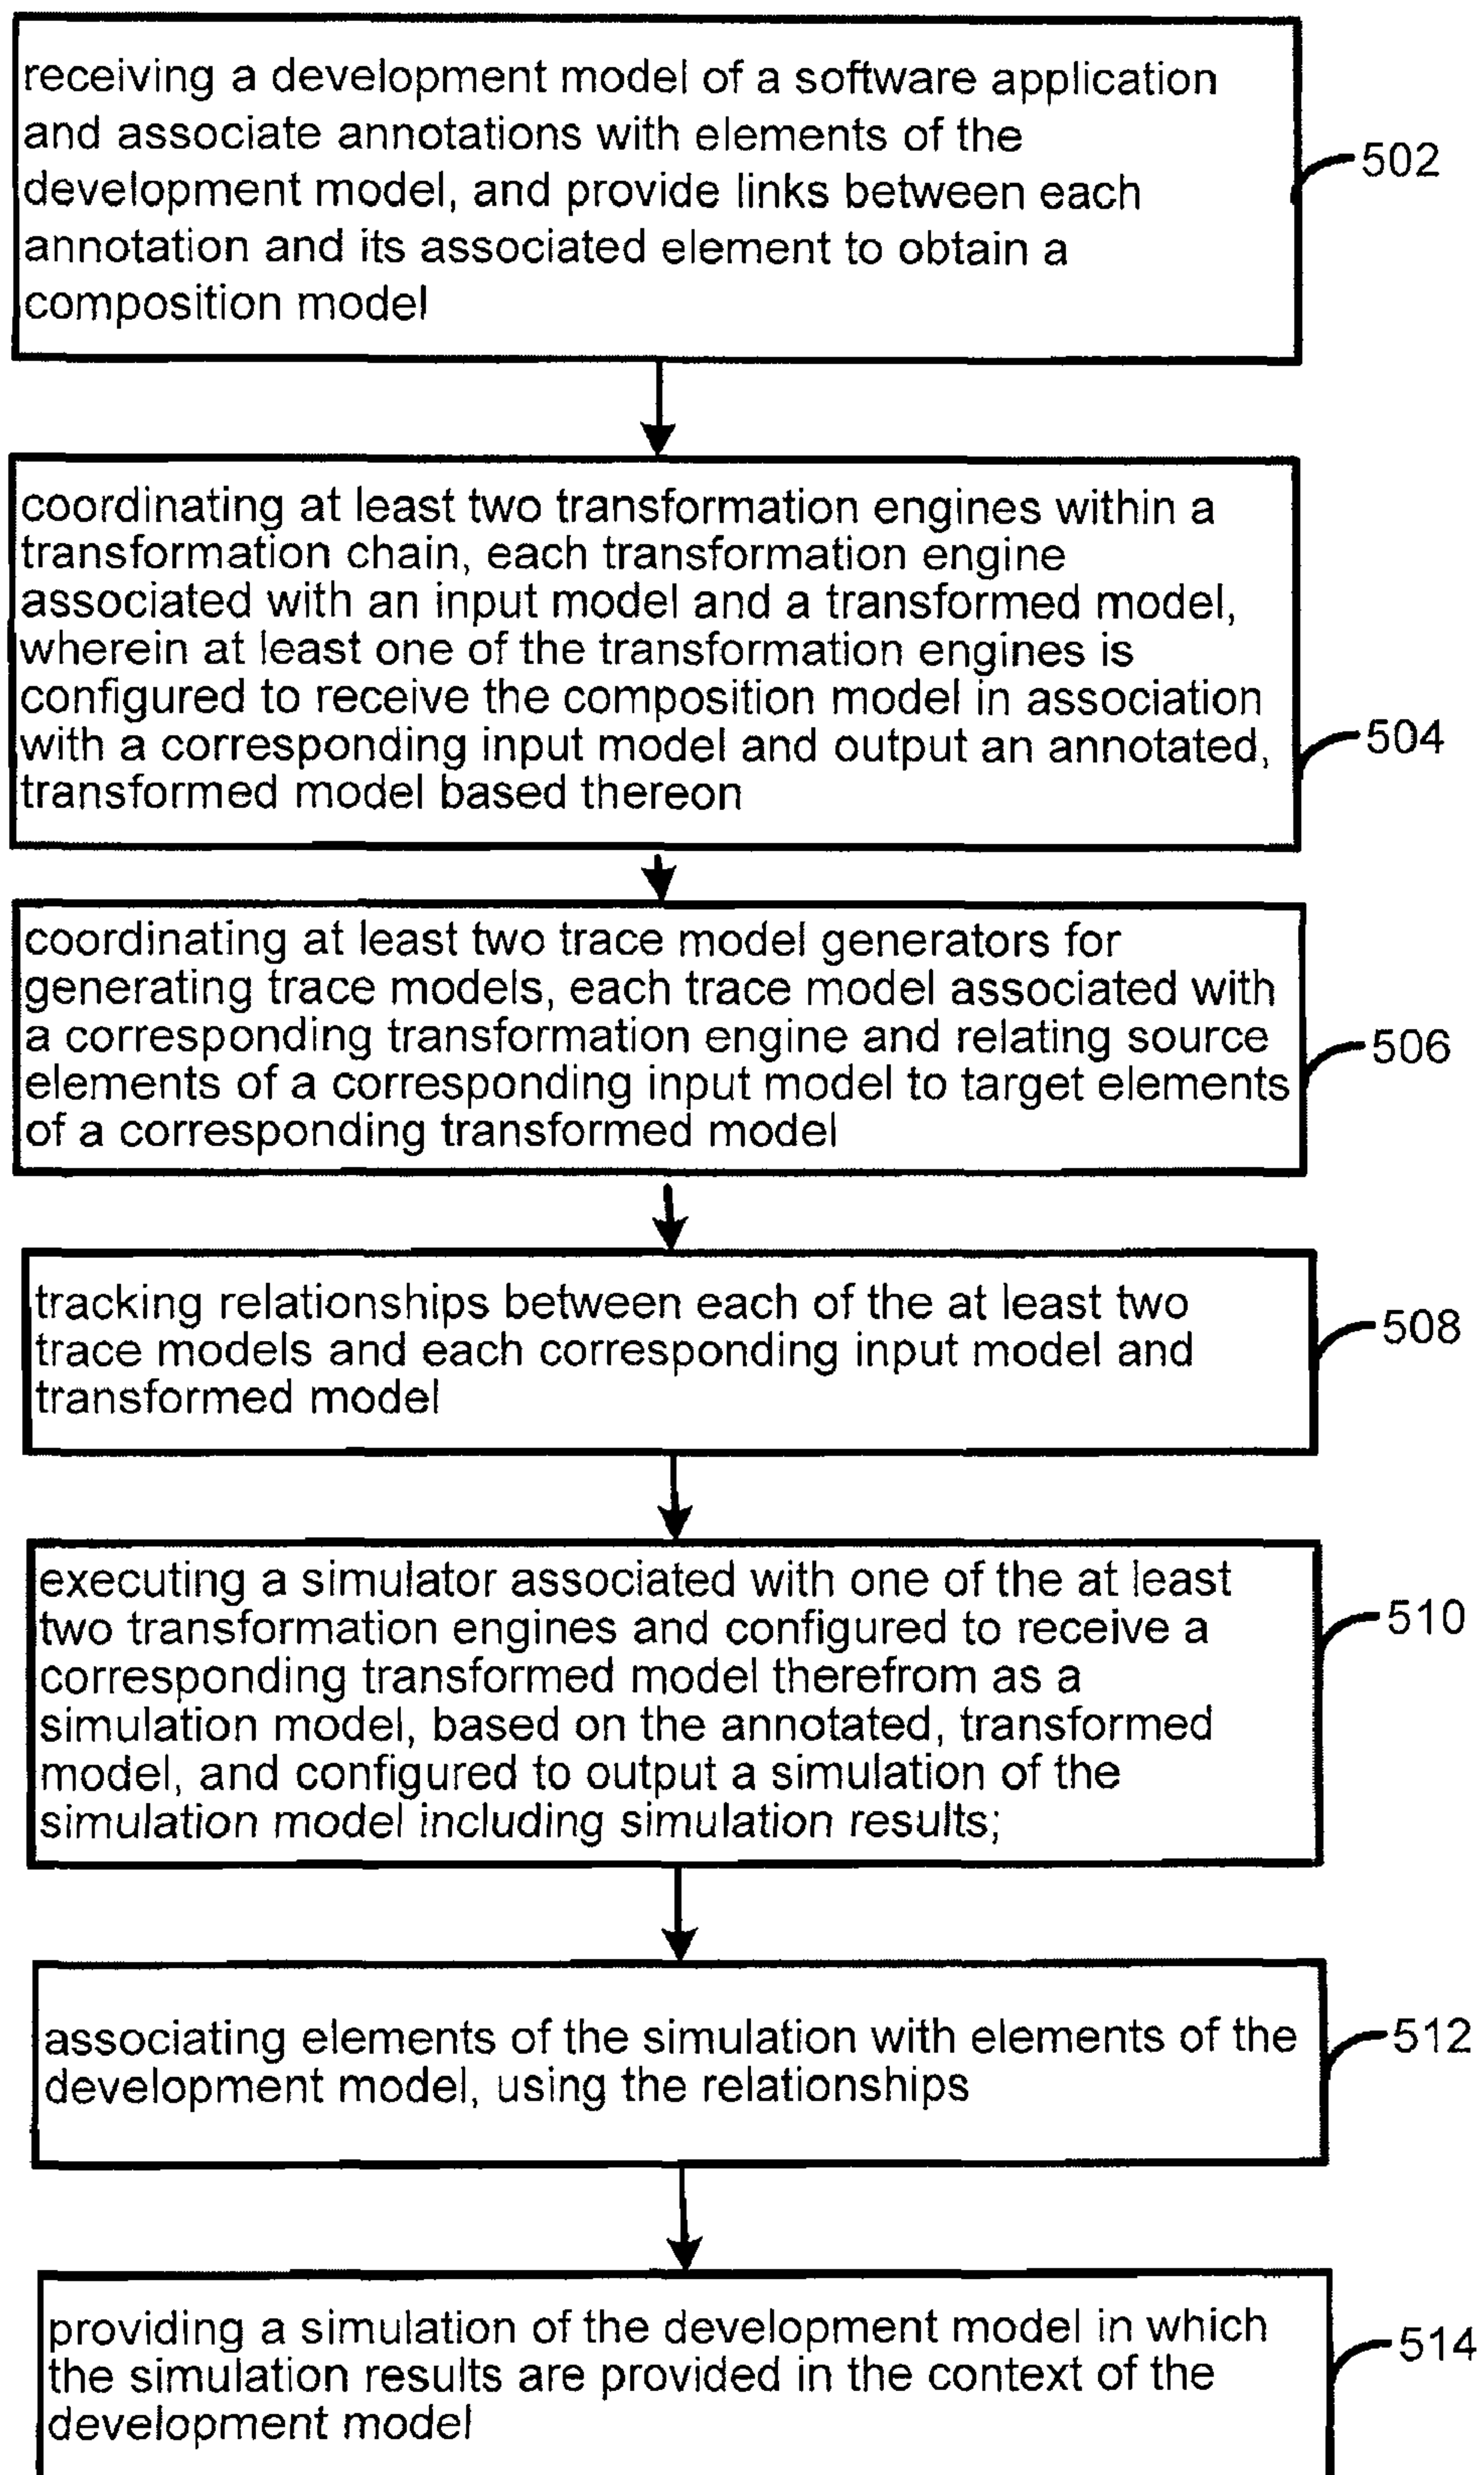 receiving a development model of a software application
and associate annotations with elements of the
development model, and provide links between each
annotation and its associated element to obtain a
composition model
502
coordinating at least two transformation engines within a
transformation chain, each transformation engine
associated with an input model and a transformed model,
wherein at least one of the transformation engines is
configured to receive the composition model in association
with a corresponding input model and output an annotated,
transformed model based thereon
504
coordinating at least two trace model generators for
generating trace models, each trace model associated with
a corresponding transformation engine and relating source
elements of a corresponding input model to target elements
of a corresponding transformed model
506
tracking relationships between each of the at least two
trace models and each corresponding input model and
transformed model
508
executing a simulator associated with one of the at least
two transformation engines and configured to receive a
corresponding transformed model therefrom as a
simulation model, based on the annotated, transformed
model, and configured to output a simulation of the
simulation model including simulation results;
510
associating elements of the simulation with elements of the
development model, using the relationships
512
providing a simulation of the development model in which
the simulation results are provided in the context of the
development model
514